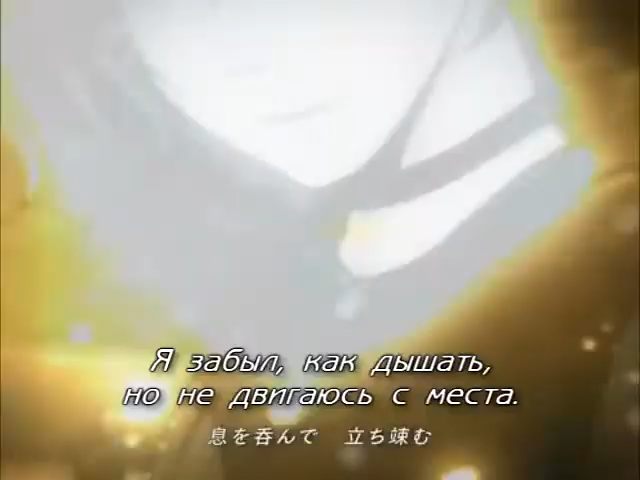 Я забыл, как дышать,
но не двигаюсь с места.
息を呑んで　立ち竦む